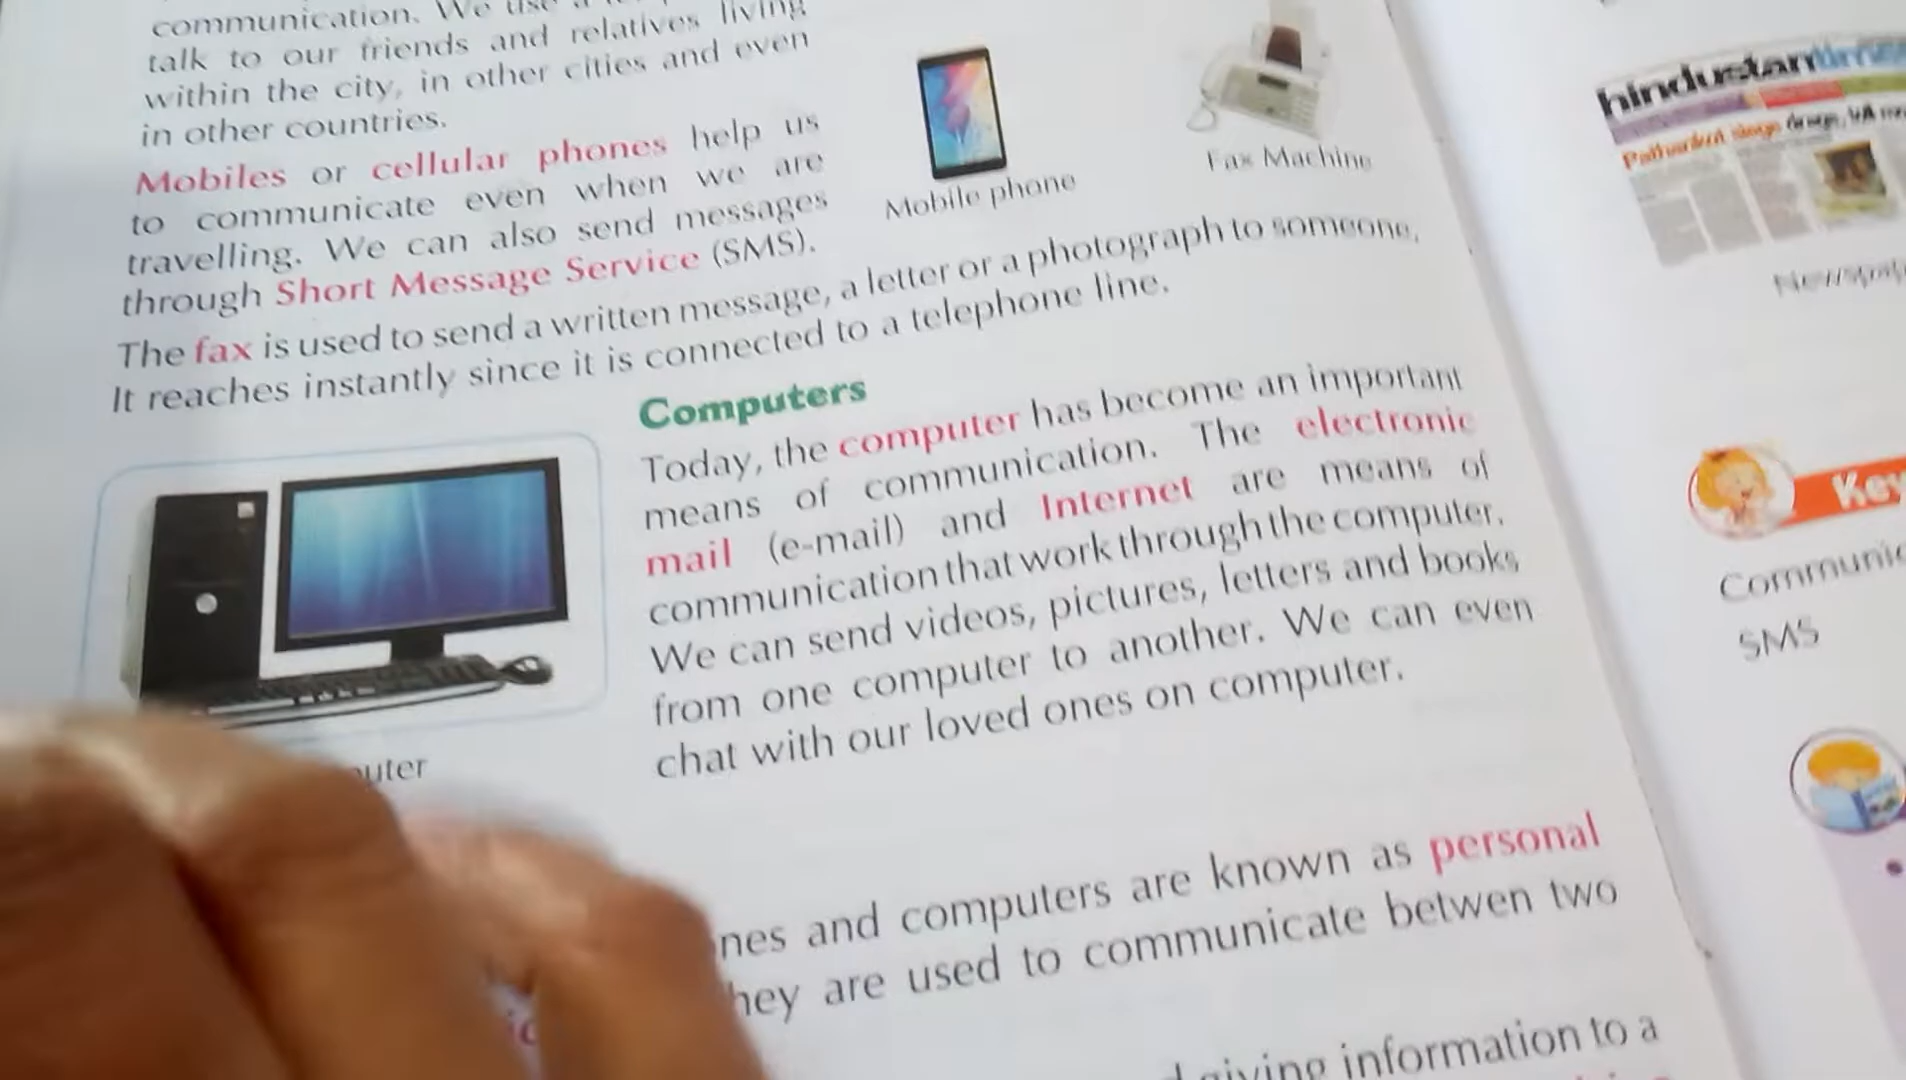 communication. We use a
talk to our friends and relatives living
within the city, in other cities and even
in other countries.
Mobiles or cellular phones help us
to communicate even when we are
travelling. We can also send messages
through Short Message Service (SMS).
The fax is used to send a written message, a letter or a photograph to someone.
It reaches instantly since it is connected to a telephone line.
Mobile phone
Fax Machine
Computers
Today, the computer has become an important
means of communication. The electronic
mail (e-mail) and Internet are means of
communication that work through the computer.
We can send videos, pictures, letters and books
from one computer to another. We can even
chat with our loved ones on computer.
nes and computers are known as personal
hey are used to communicate betwen two
giving information to a
hindustantimes
Key
SMS